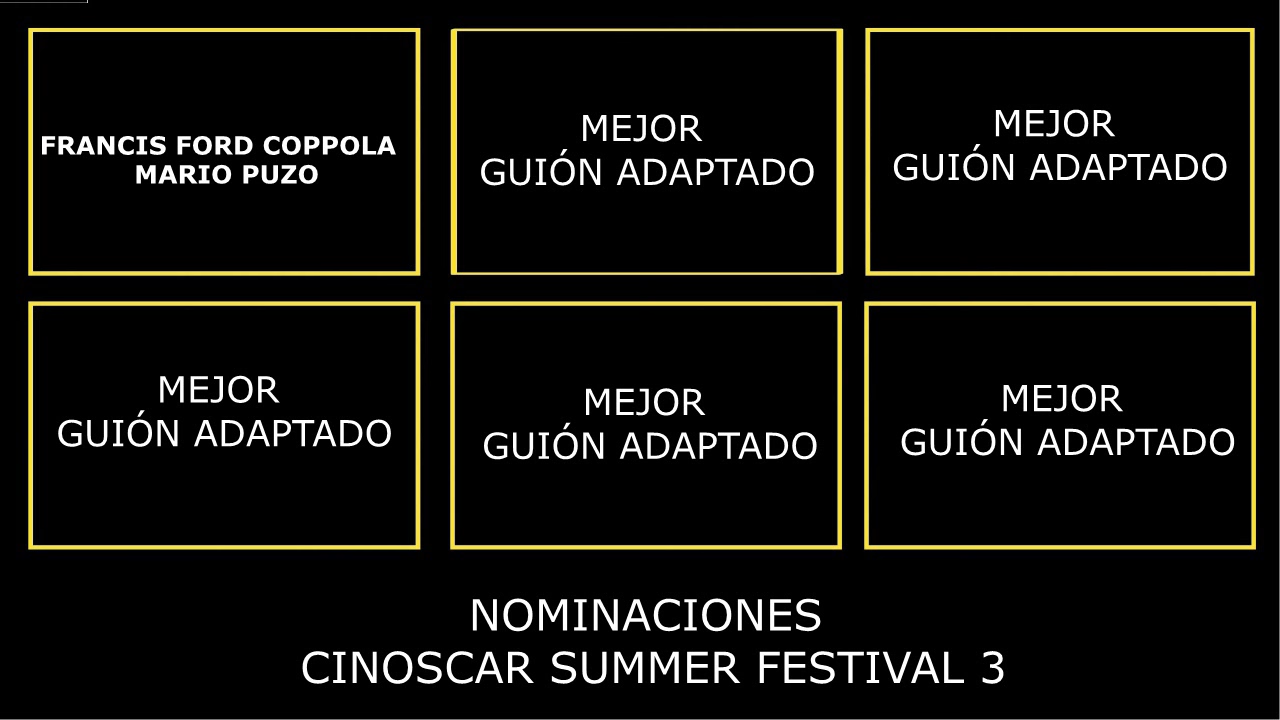 FRANCIS FORD COPPOLA
MARIO PUZO
MEJOR
GUIÓN ADAPTADO
MEJOR
GUIÓN ADAPTADO
MEJOR
GUIÓN ADAPTADO
MEJOR
GUIÓN ADAPTADO
MEJOR
GUIÓN ADAPTADO
NOMINACIONES
CINOSCAR SUMMER FESTIVAL 3